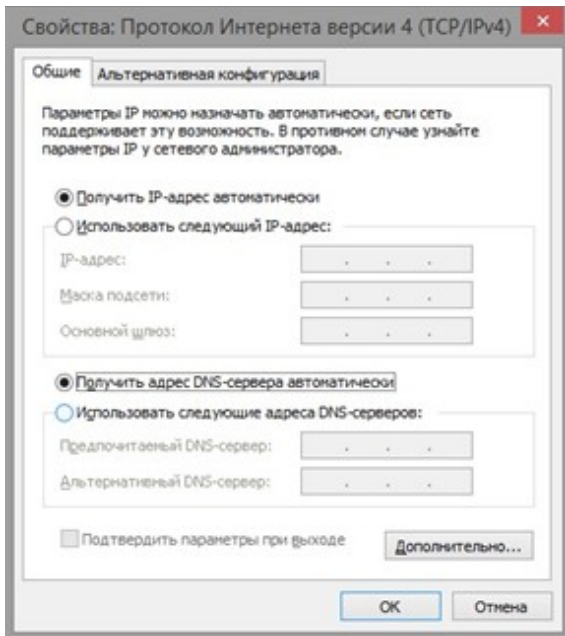 Свойства: Протокол Интернета версии 4 (TCP/IPv4)
Общие Альтернативная конфигурация
Параметры IP можно назначать автоматически, если сеть
поддерживает эту возможность. В противном случае узнайте
параметры IP у сетевого администратора.
Получить IP-адрес автоматически
Использовать следующий IP-адрес:
IP-адрес:
Маска подсети:
Основной шлюз:
Получить адрес DNS-сервера автоматически
Использовать следующие адреса DNS-серверов:
Предпочитаемый DNS-сервер:
Альтернативный DNS-сервер:
Подтвердить параметры при выходе
Дополнительно...
ОК Отмена